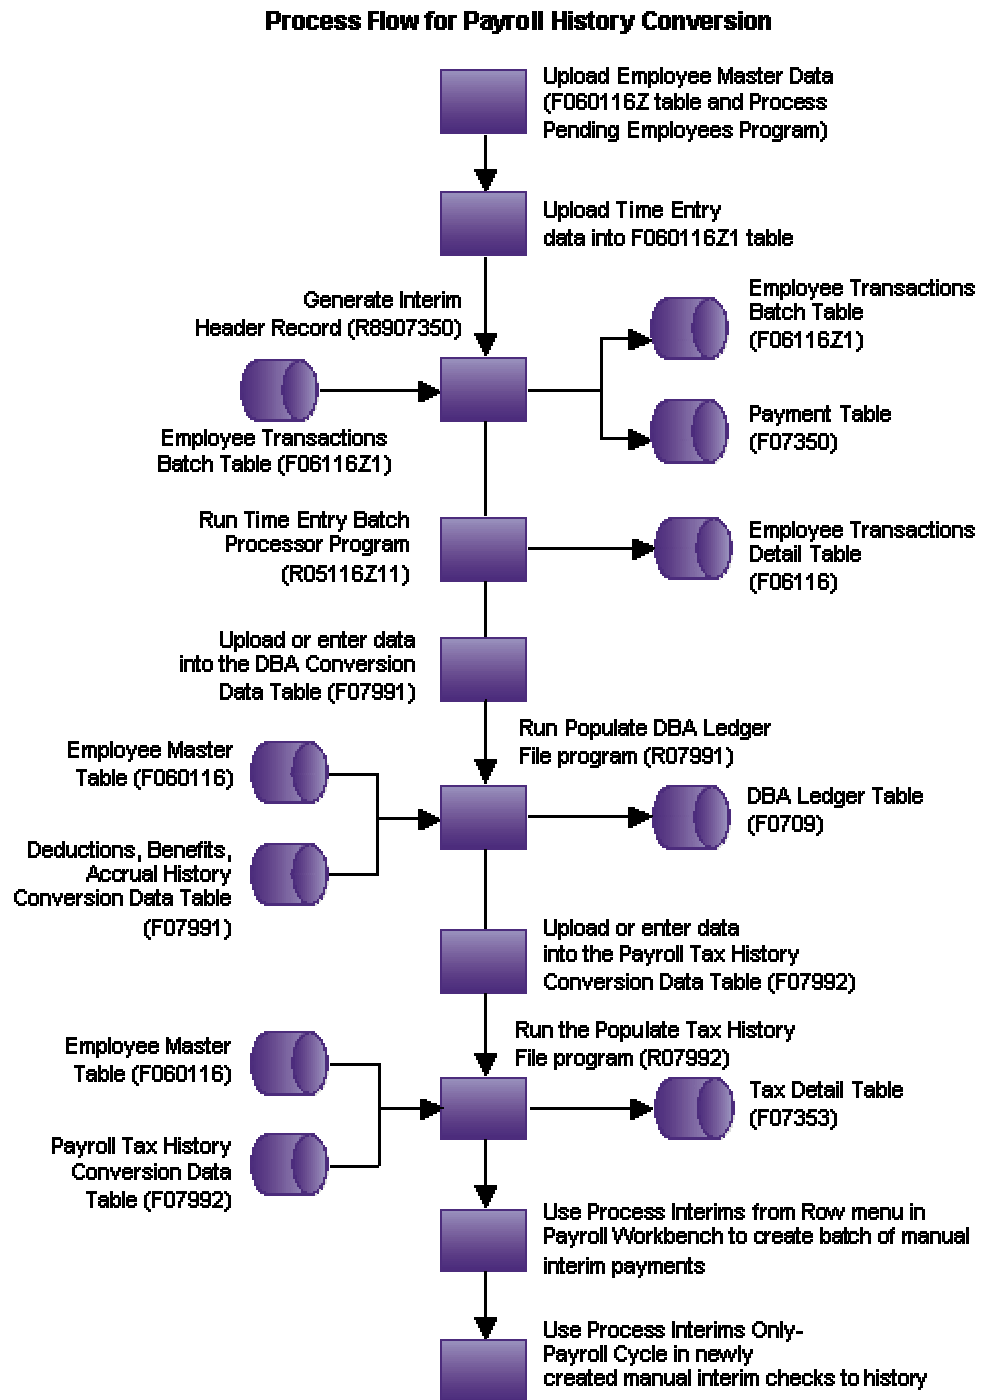 Process Flow for Payroll History Conversion
Upload Employee Master Data
(F060116Z table and Process
Pending Employees Program)
Upload Time Entry
data into F060116Z1 table
Generate Interim
Header Record (R8907350)
Employee Transactions
Batch Table
(F06116Z1)
Employee Transactions
Batch Table (F06116Z1)
Payment Table
(F07350)
Run Time Entry Batch
Processor Program
(R05116Z11)
Employee Transactions
Detail Table
(F06116)
Upload or enter data
into the DBA Conversion
Data Table (F07991)
Run Populate DBA Ledger
File program (R07991)
Employee Master
Table (F060116)
DBA Ledger Table
(F0709)
Deductions, Benefits,
Accrual History
Conversion Data Table
(F07991)
Upload or enter data
into the Payroll Tax History
Conversion Data Table (F07992)
Run the Populate Tax History
File program (R07992)
Employee Master
Table (F060116)
Tax Detail Table
(F07353)
Payroll Tax History
Conversion Data
Table (F07992)
Use Process Interims from Row menu in
Payroll Workbench to create batch of manual
interim payments
Use Process Interims Only-
Payroll Cycle in newly
created manual interim checks to history